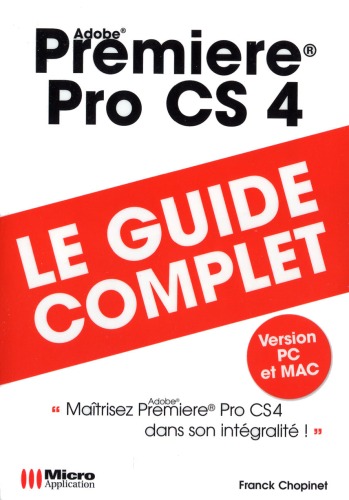 Adobe®
Premiere®
Pro CS 4
LE GUIDE
COMPLET
Version
PC
et MAC
Adobe®
" Maîtrisez Premiere® Pro CS4
dans son intégralité ! "
Micro
Application
Franck Chopinet